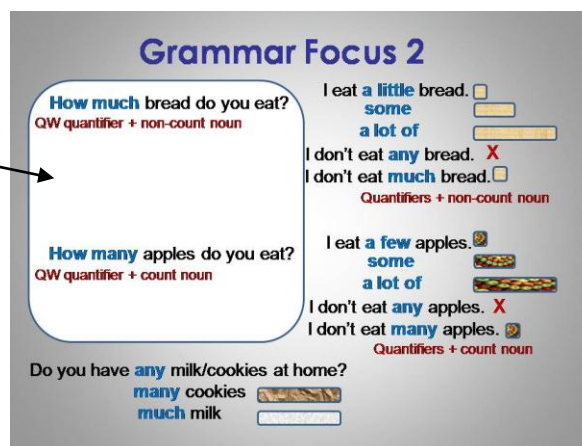 Grammar Focus 2
How much bread do you eat?
QW quantifier + non-count noun
I eat a little bread.
some
a lot of
I don't eat any bread. X
I don't eat much bread.
Quantifiers + non-count noun
How many apples do you eat?
QW quantifier + count noun
I eat a few apples.
some
a lot of
I don't eat any apples. X
I don't eat many apples.
Quantifiers + count noun
Do you have any milk/cookies at home?
many cookies
much milk